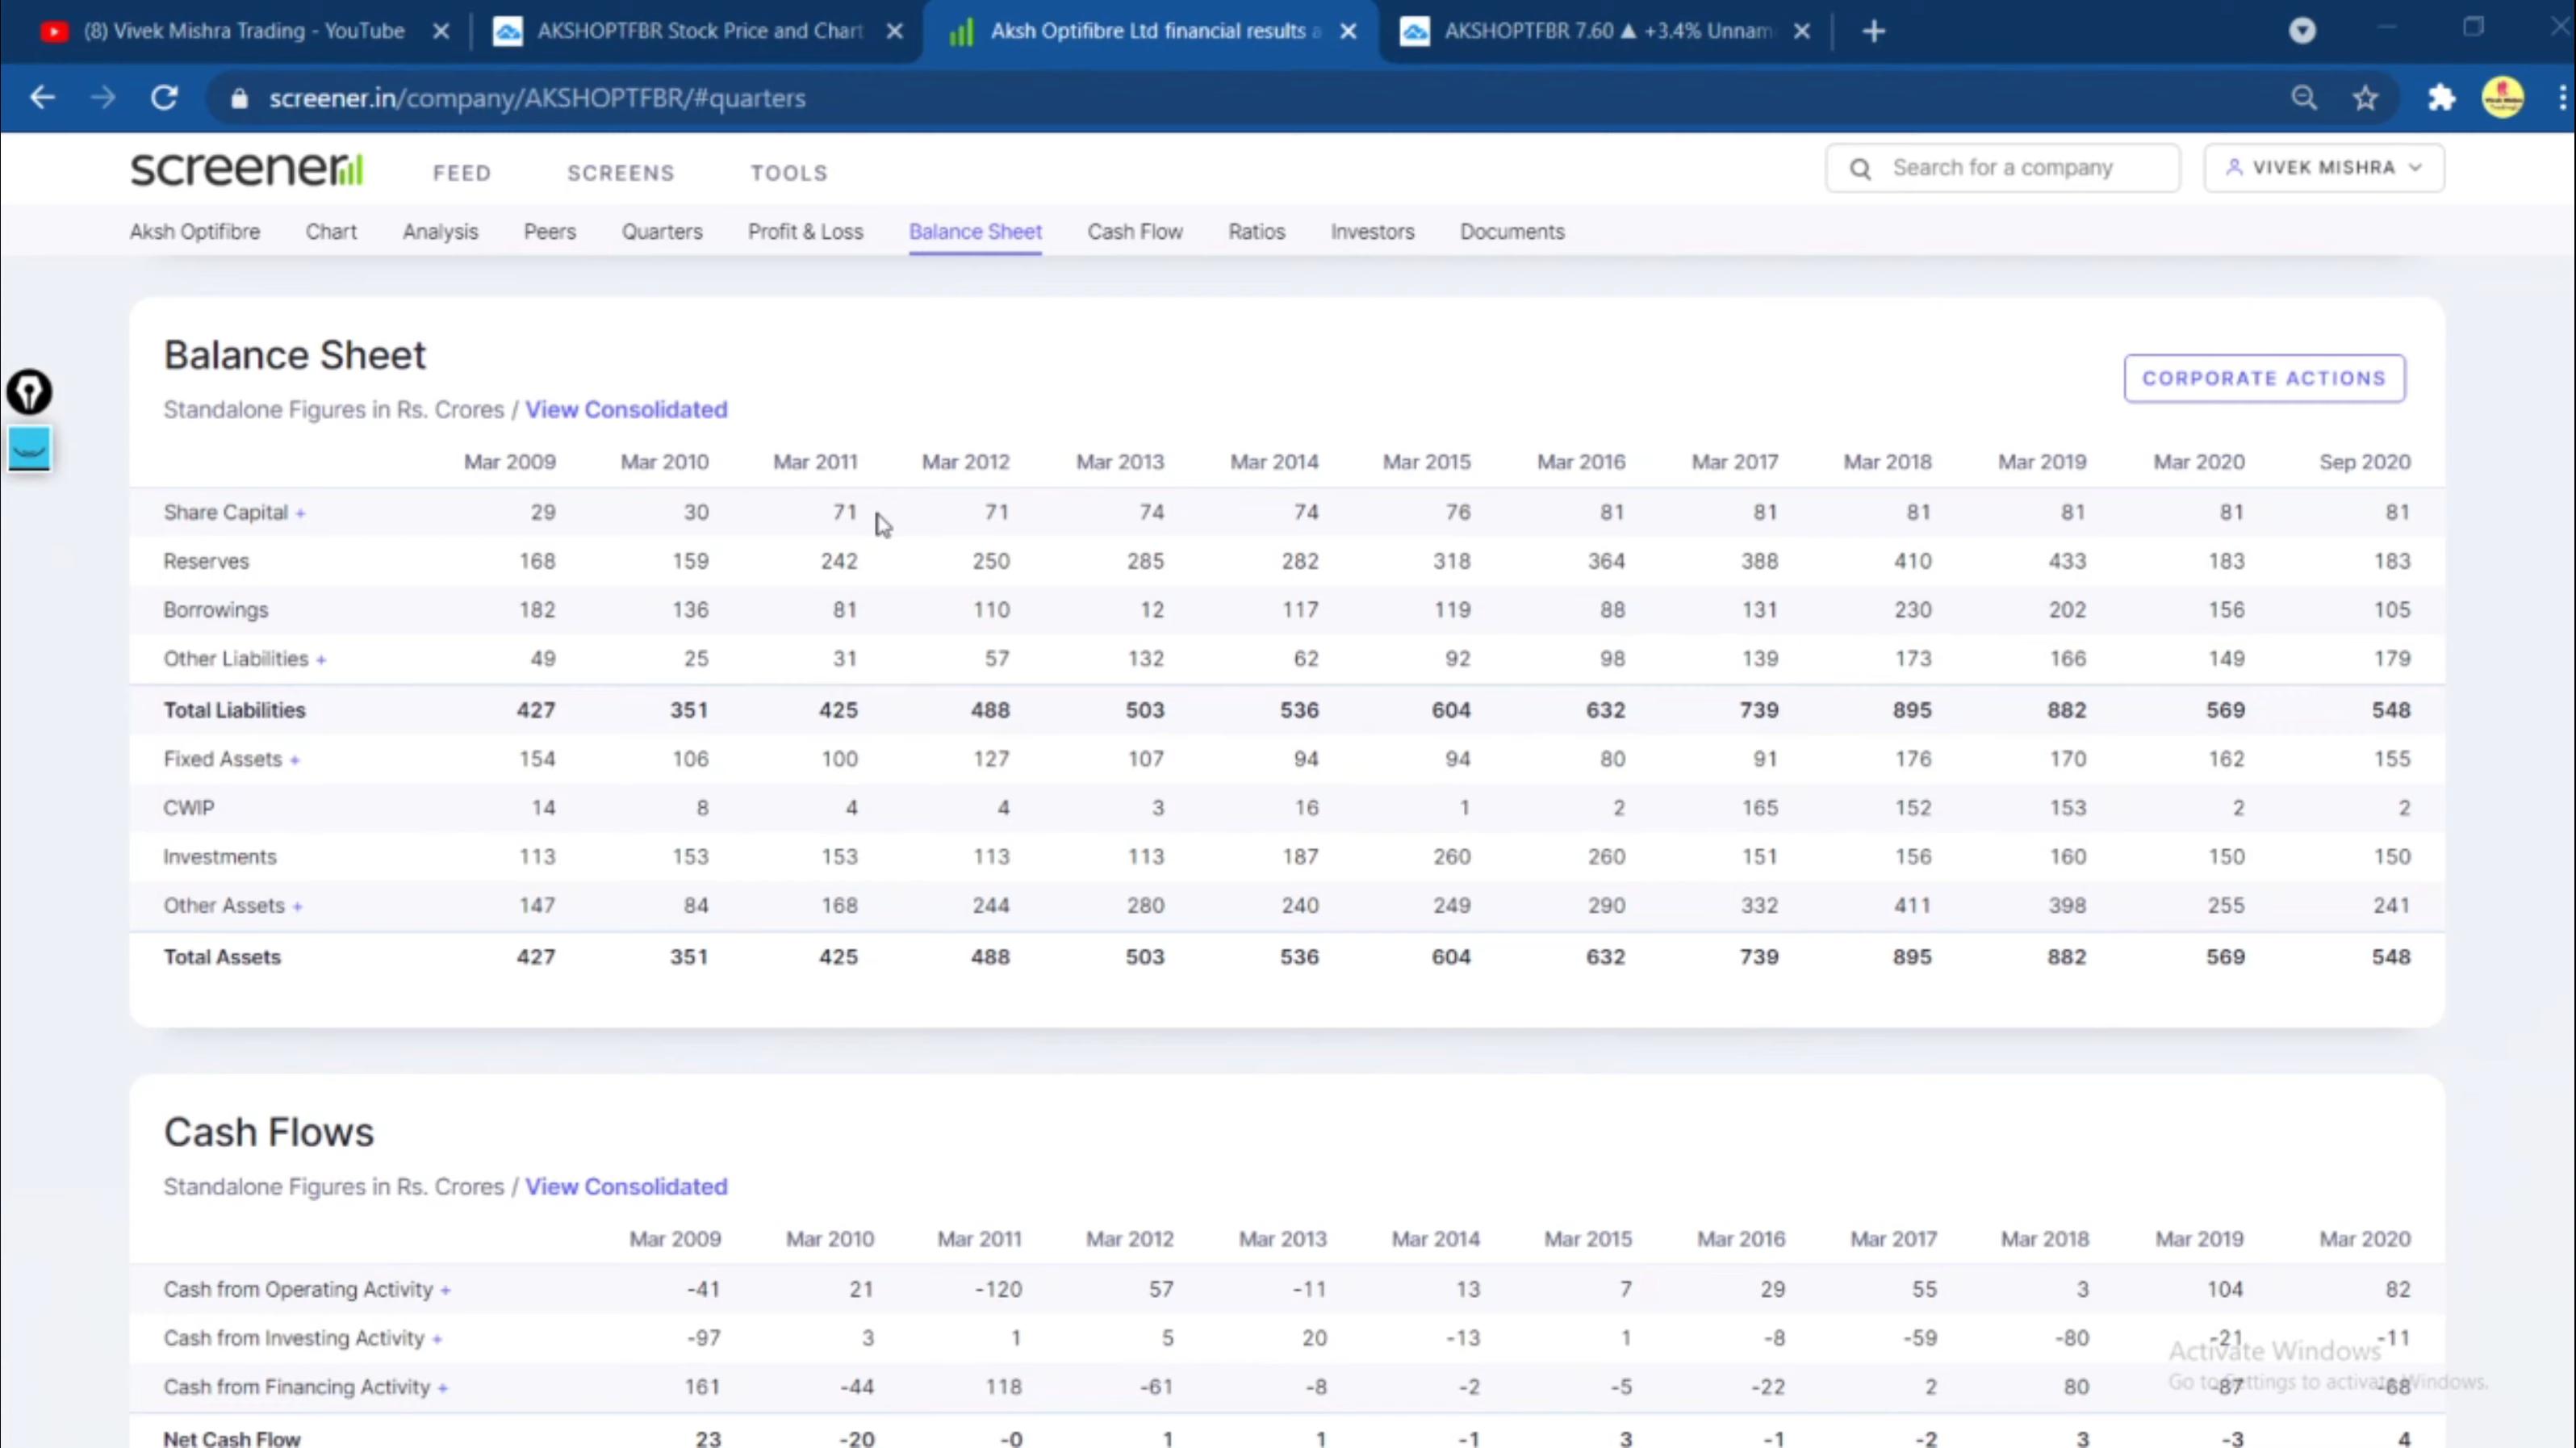 (8) Vivek Mishra Trading - YouTube
AKSHOPTFBR Stock Price and Chart
Aksh Optifibre Ltd financial results a
AKSHOPTFBR 7.60 ▲ +3.4% Unnam
screener.in/company/AKSHOPTFBR/#quarters
screener FEED SCREENS TOOLS Search for a company VIVEK MISHRA
Aksh Optifibre Chart Analysis Peers Quarters Profit & Loss Balance Sheet Cash Flow Ratios Investors Documents
Balance Sheet
CORPORATE ACTIONS
Standalone Figures in Rs. Crores / View Consolidated
Mar 2009 Mar 2010 Mar 2011 Mar 2012 Mar 2013 Mar 2014 Mar 2015 Mar 2016 Mar 2017 Mar 2018 Mar 2019 Mar 2020 Sep 2020
Share Capital + 29 30 71 71 74 74 76 81 81 81 81 81 81
Reserves 168 159 242 250 285 282 318 364 388 410 433 183 183
Borrowings 182 136 81 110 12 117 119 88 131 230 202 156 105
Other Liabilities + 49 25 31 57 132 62 92 98 139 173 166 149 179
Total Liabilities 427 351 425 488 503 536 604 632 739 895 882 569 548
Fixed Assets + 154 106 100 127 107 94 94 80 91 176 170 162 155
CWIP 14 8 4 4 3 16 1 2 165 152 153 2 2
Investments 113 153 153 113 113 187 260 260 151 156 160 150 150
Other Assets + 147 84 168 244 280 240 249 290 332 411 398 255 241
Total Assets 427 351 425 488 503 536 604 632 739 895 882 569 548
Cash Flows
Standalone Figures in Rs. Crores / View Consolidated
Mar 2009 Mar 2010 Mar 2011 Mar 2012 Mar 2013 Mar 2014 Mar 2015 Mar 2016 Mar 2017 Mar 2018 Mar 2019 Mar 2020
Cash from Operating Activity + -41 21 -120 57 -11 13 7 29 55 3 104 82
Cash from Investing Activity + -97 3 1 5 20 -13 1 -8 -59 -80 -21 -11
Activate Windows
Cash from Financing Activity + 161 -44 118 -61 -8 -2 -5 -22 2 80 -87 -68
Go to Settings to activate Windows.
Net Cash Flow 23 -20 -0 1 1 -1 3 -1 -2 3 -3 4